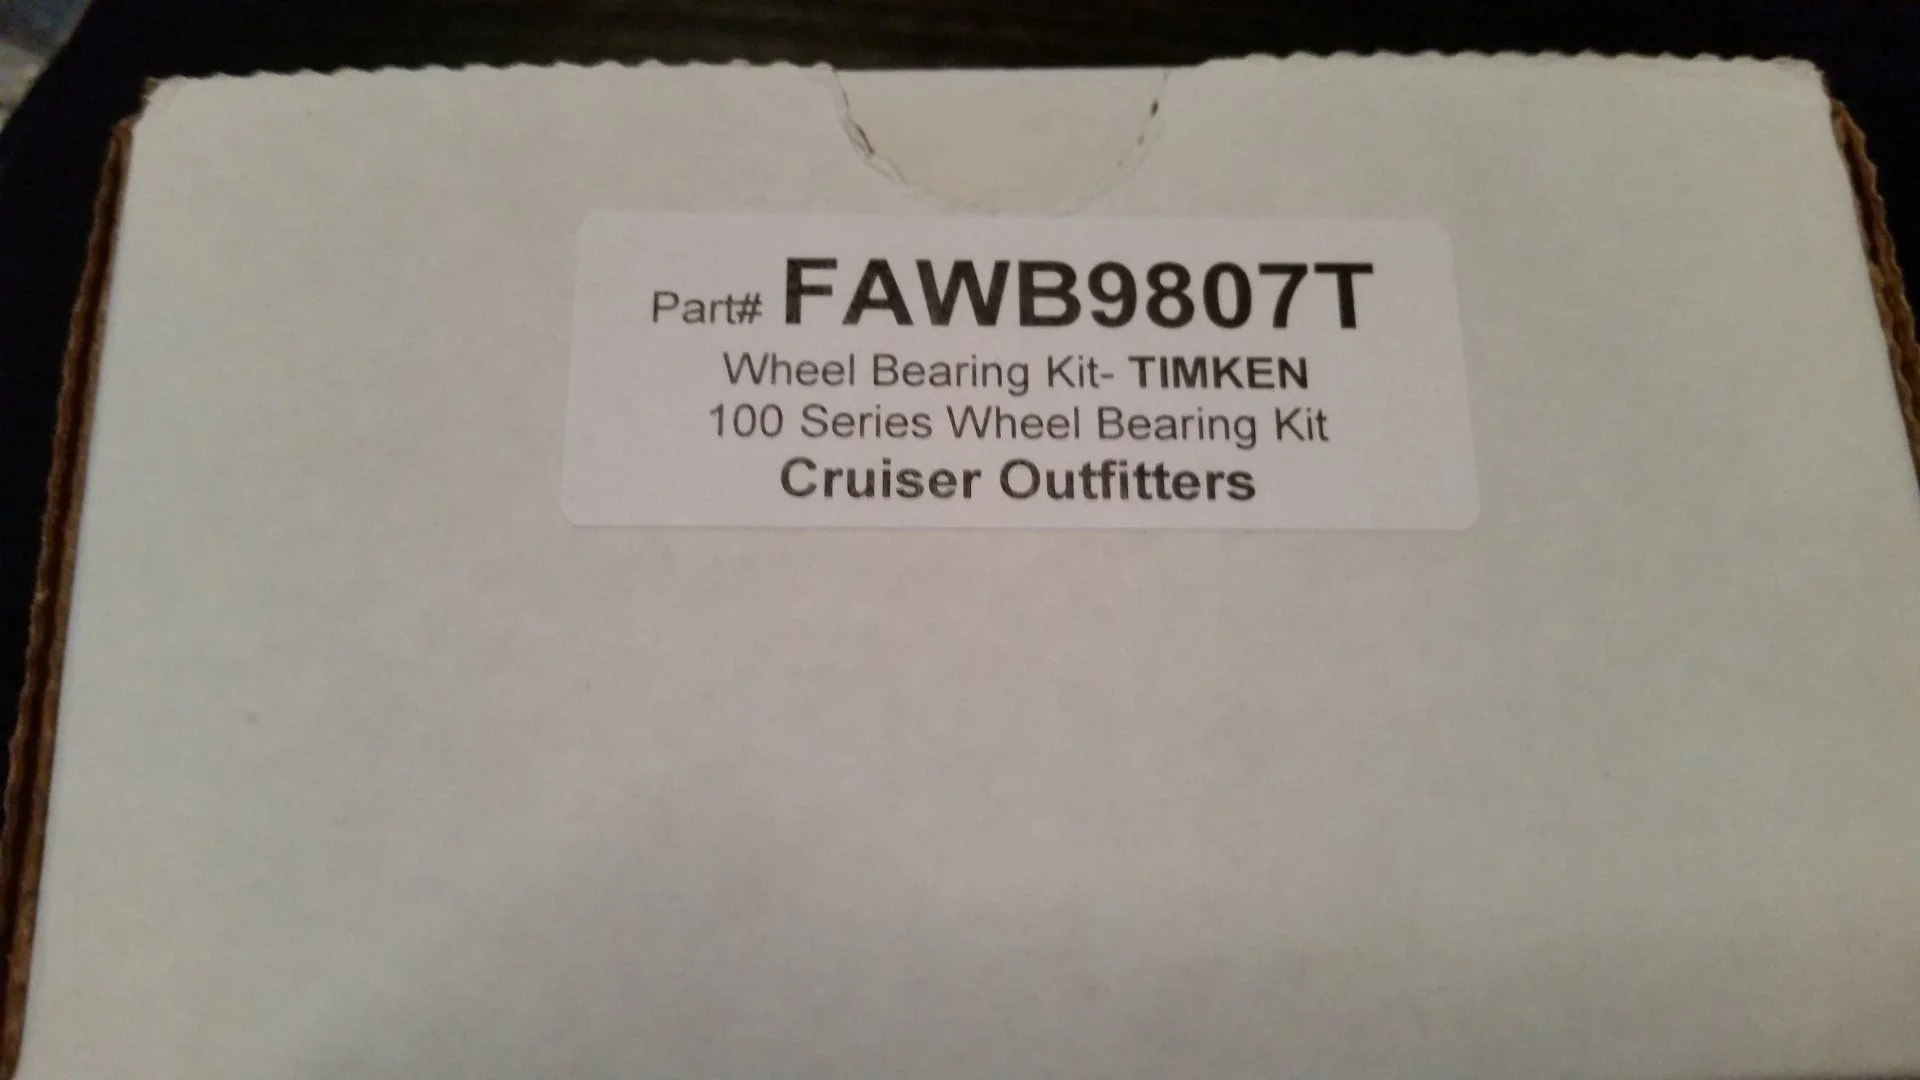 Part# FAWB9807T
Wheel Bearing Kit- TIMKEN
100 Series Wheel Bearing Kit
Cruiser Outfitters